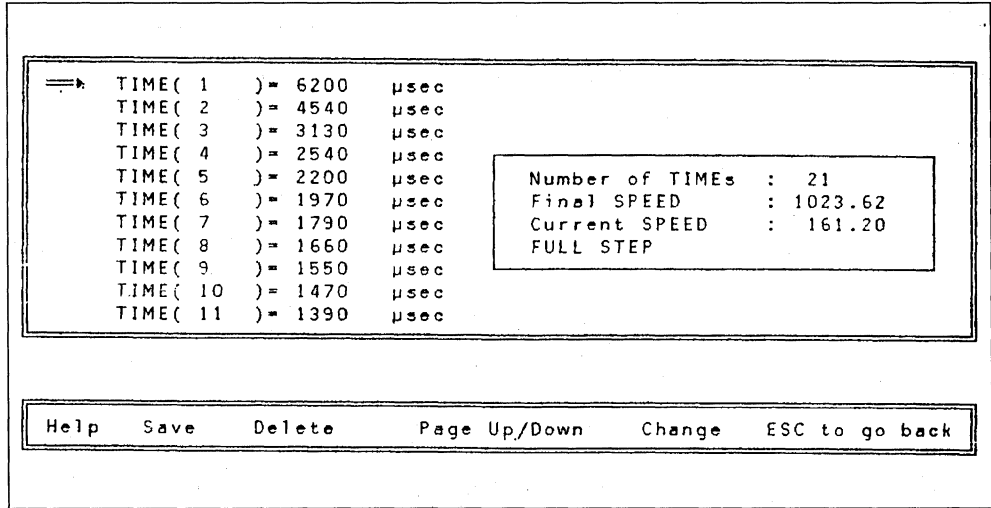 TIME( 1 )= 6200 µsec
TIME( 2 )= 4540 µsec
TIME( 3 )= 3130 µsec
TIME( 4 )= 2540 µsec
TIME( 5 )= 2200 µsec
TIME( 6 )= 1970 µsec
TIME( 7 )= 1790 µsec
TIME( 8 )= 1660 µsec
TIME( 9 )= 1550 µsec
TIME( 10 )= 1470 µsec
TIME( 11 )= 1390 µsec
Number of TIMEs : 21
Final SPEED : 1023.62
Current SPEED : 161.20
FULL STEP
Help Save Delete Page Up/Down Change ESC to go back